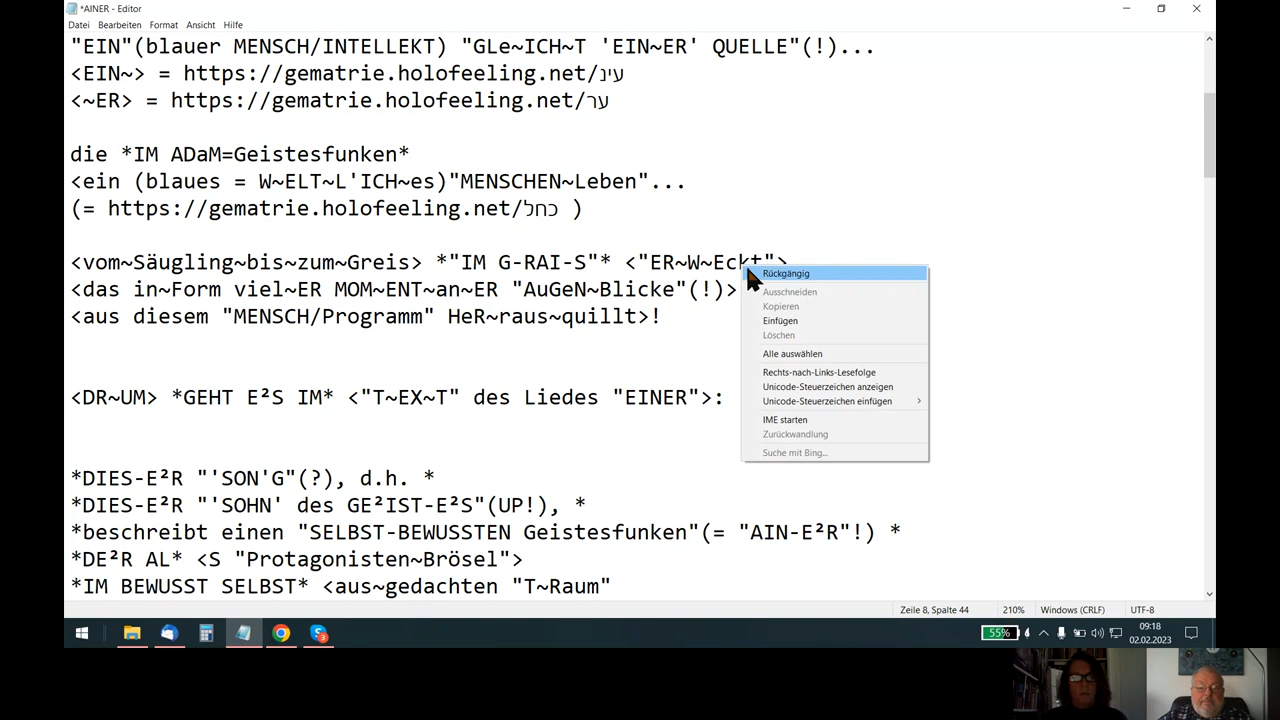 *AINER - Editor
Datei Bearbeiten Format Ansicht Hilfe
"EIN"(blauer MENSCH/INTELLEKT) "GLe~ICH~T 'EIN~ER' QUELLE"(!)...
<EIN~> = https://gematrie.holofeeling.net/עינ
<~ER> = https://gematrie.holofeeling.net/ער
die *IM ADaM=Geistesfunken*
<ein (blaues = W~ELT~L'ICH~es)"MENSCHEN~Leben"...
(= https://gematrie.holofeeling.net/כחל )
<vom~Säugling~bis~zum~Greis> *"IM G-RAI-S"* <"ER~W~Eckt">
<das in~Form viel~ER MOM~ENT~an~ER "AuGeN~Blicke"(!)>
<aus diesem "MENSCH/Programm" HeR~raus~quillt>!
<DR~UM> *GEHT E²S IM* <"T~EX~T" des Liedes "EINER">:
*DIES-E²R "'SON'G"(?), d.h. *
*DIES-E²R "'SOHN' des GE²IST-E²S"(UP!), *
*beschreibt einen "SELBST-BEWUSSTEN Geistesfunken"(= "AIN-E²R"!) *
*DE²R AL* <S "Protagonisten~Brösel">
*IM BEWUSST SELBST* <aus~gedachten "T~Raum"
Rückgängig
Ausschneiden
Kopieren
Einfügen
Löschen
Alle auswählen
Rechts-nach-Links-Lesefolge
Unicode-Steuerzeichen anzeigen
Unicode-Steuerzeichen einfügen
IME starten
Zurückwandlung
Suche mit Bing...
Zeile 8, Spalte 44 210% Windows (CRLF) UTF-8
55% 09:18
02.02.2023